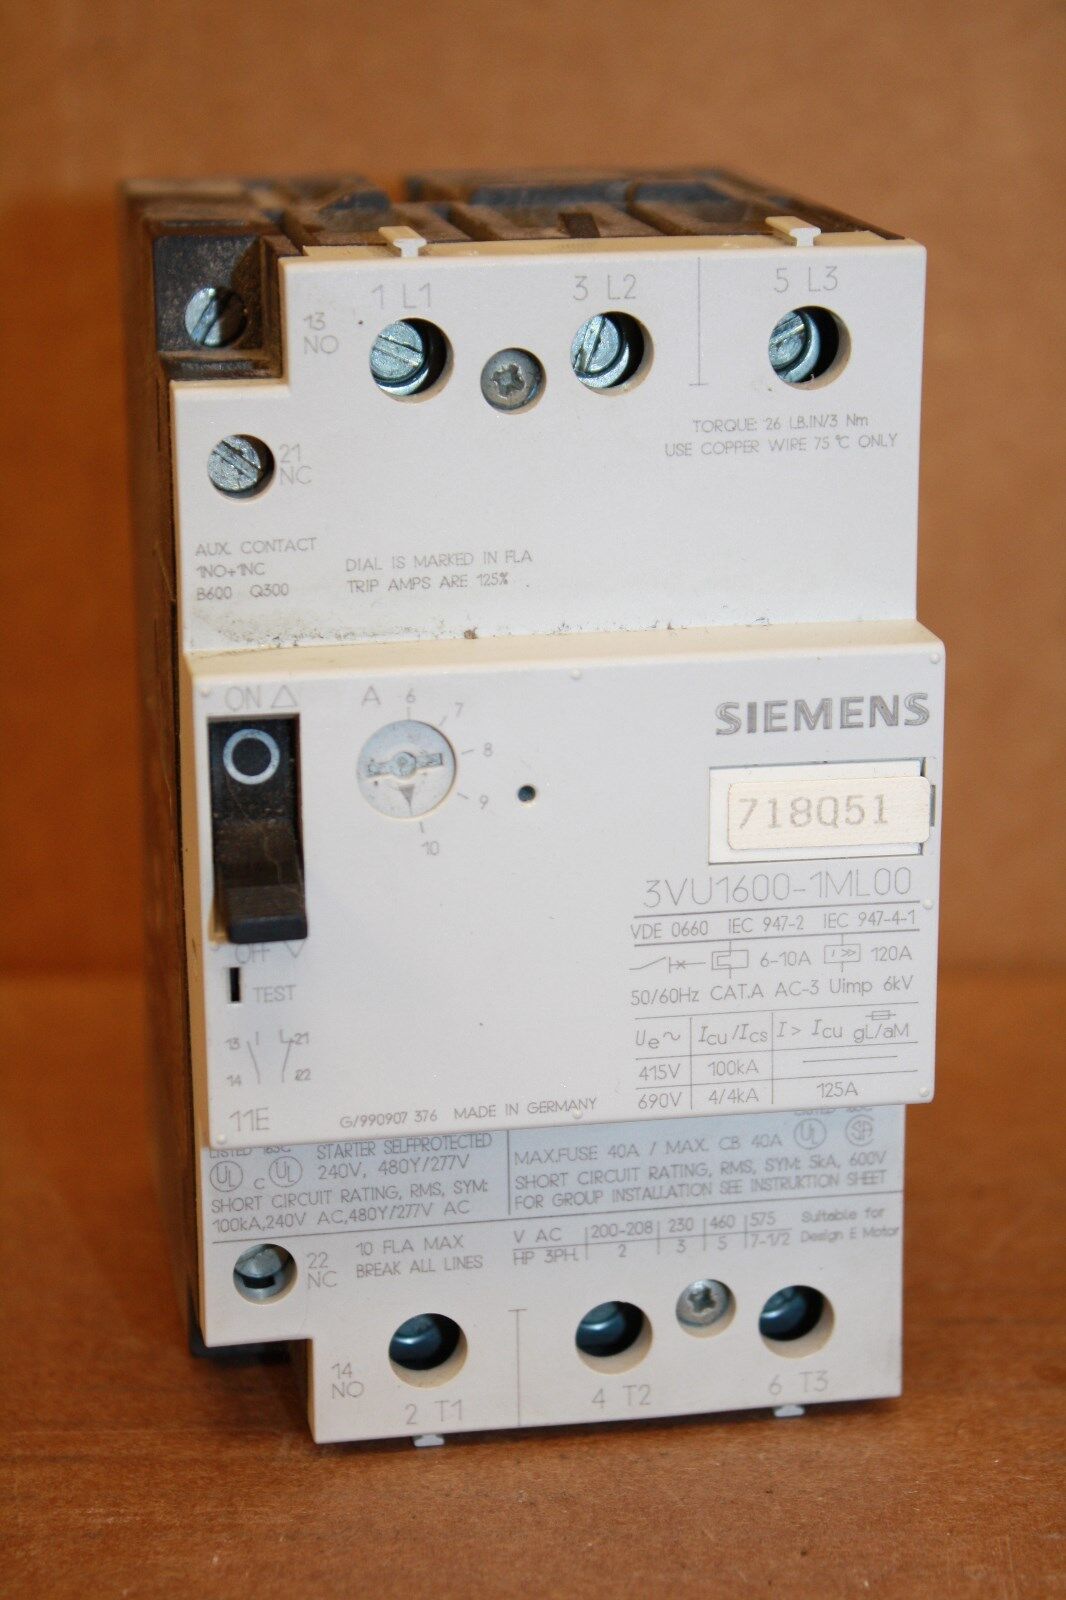 1 L1
3 L2
5 L3
13
NO
TORQUE: 26 LB.IN/3 Nm
USE COPPER WIRE 75 °C ONLY
21
NC
AUX. CONTACT
1NO+1NC
B600 Q300
DIAL IS MARKED IN FLA
TRIP AMPS ARE 125%
ON
A
6
7
8
9
10
SIEMENS
718Q51
3VU1600-1ML00
VDE 0660 IEC 947-2 IEC 947-4-1
6-10A I>> 120A
50/60Hz CAT.A AC-3 Uimp 6kV
Ue~ Icu/Ics I> Icu gL/aM
415V 100kA
690V 4/4kA 125A
OFF
TEST
13 21
14 22
11E
G/990907 376 MADE IN GERMANY
LISTED 163C
UL c UL
STARTER SELFPROTECTED
240V, 480Y/277V
SHORT CIRCUIT RATING, RMS, SYM:
100kA,240V AC,480Y/277V AC
LISTED 163C
MAX.FUSE 40A / MAX. CB 40A UL
SHORT CIRCUIT RATING, RMS, SYM: 5kA, 600V
FOR GROUP INSTALLATION SEE INSTRUKTION SHEET
22
NC
10 FLA MAX
BREAK ALL LINES
V AC 200-208 230 460 575
HP 3PH. 2 3 5 7-1/2
Suitable for
Design E Motor
14
NO
2 T1
4 T2
6 T3